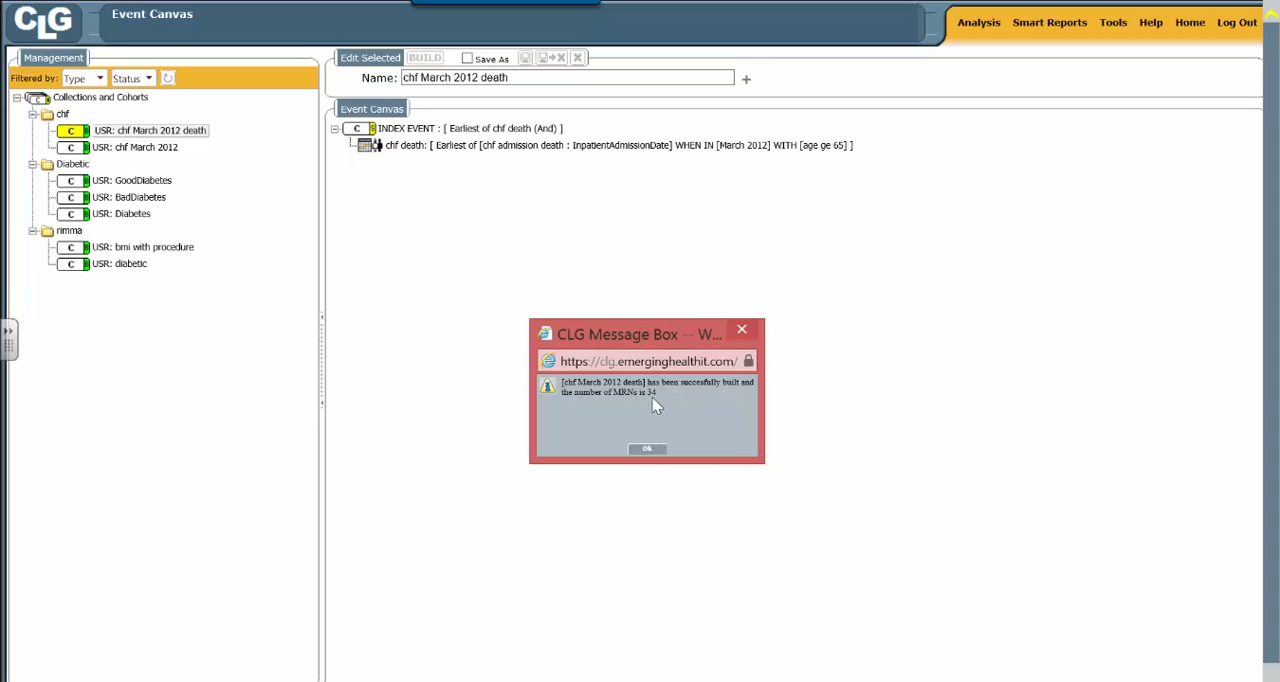 CLG
Event Canvas
Analysis Smart Reports Tools Help Home Log Out
Management
Filtered by: Type Status
Collections and Cohorts
chf
C B USR: chf March 2012 death
C B USR: chf March 2012
Diabetic
C B USR: GoodDiabetes
C B USR: BadDiabetes
C B USR: Diabetes
rimma
C B USR: bmi with procedure
C B USR: diabetic
Edit Selected BUILD Save As
Name: chf March 2012 death +
Event Canvas
C S INDEX EVENT : [ Earliest of chf death (And) ]
chf death: [ Earliest of [chf admission death : InpatientAdmissionDate] WHEN IN [March 2012] WITH [age ge 65] ]
CLG Message Box -- W...
https://clg.emerginghealthit.com/
[chf March 2012 death] has been succesfully built and
the number of MRNs is 34
Ok